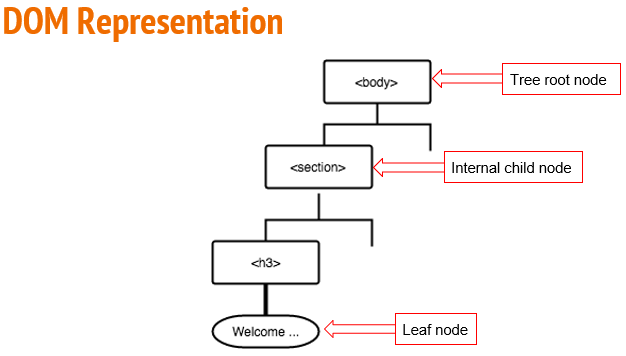 DOM Representation
<body>
Tree root node
<section>
Internal child node
<h3>
Welcome ...
Leaf node